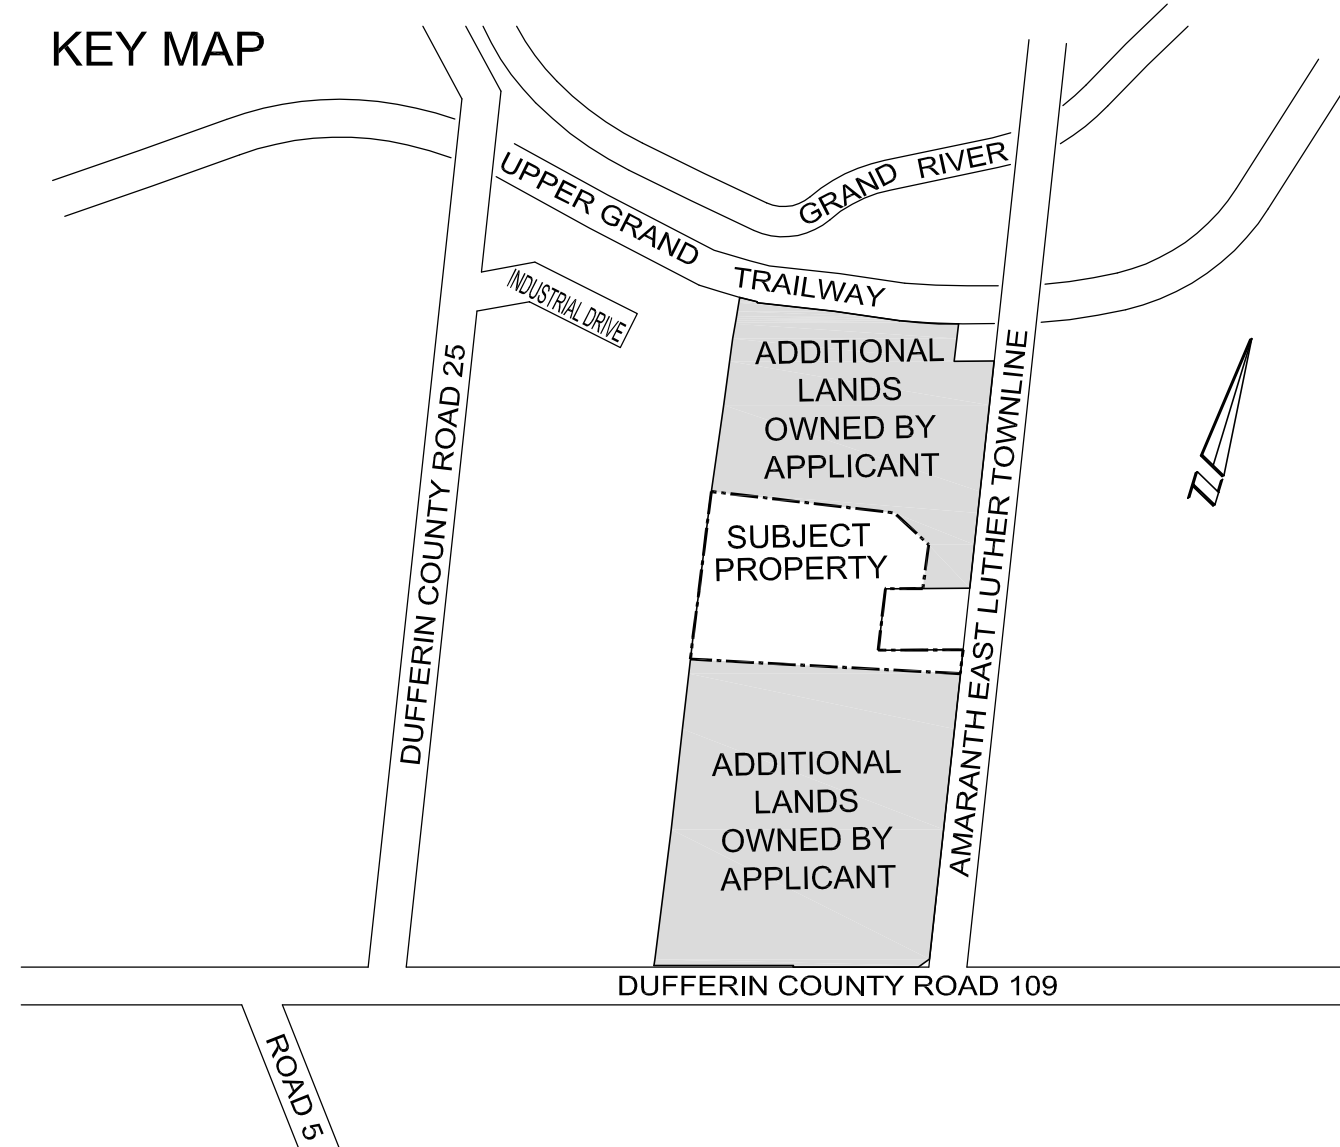 KEY MAP
UPPER GRAND TRAILWAY
GRAND RIVER
INDUSTRIAL DRIVE
DUFFERIN COUNTY ROAD 25
ADDITIONAL
LANDS
OWNED BY
APPLICANT
AMARANTH EAST LUTHER TOWNLINE
N
SUBJECT
PROPERTY
ADDITIONAL
LANDS
OWNED BY
APPLICANT
DUFFERIN COUNTY ROAD 109
ROAD 5